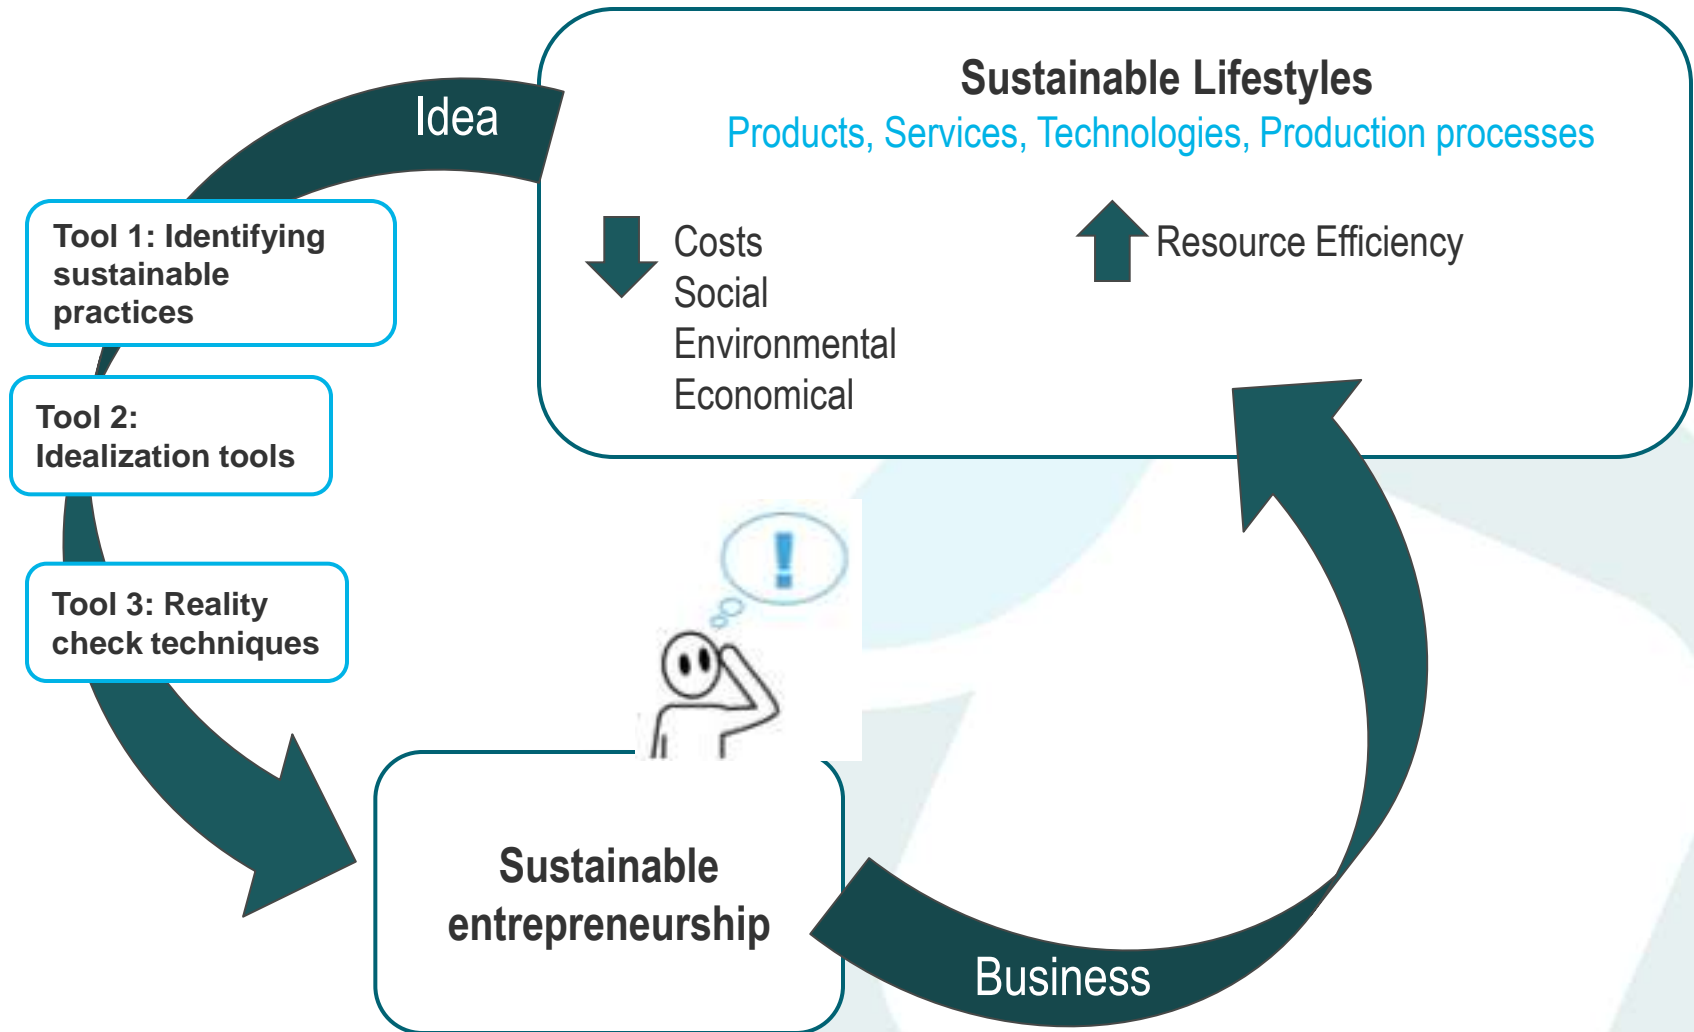 Sustainable Lifestyles
Products, Services, Technologies, Production processes
Costs
Social
Environmental
Economical
Resource Efficiency
Idea
Tool 1: Identifying
sustainable
practices
Tool 2:
Idealization tools
Tool 3: Reality
check techniques
!
Sustainable
entrepreneurship
Business